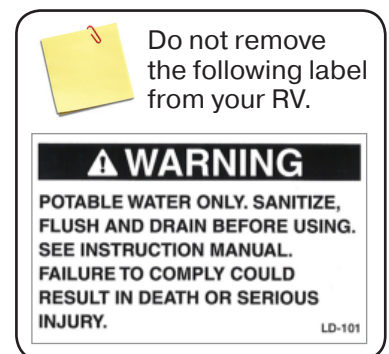 Do not remove
the following label
from your RV.
WARNING
POTABLE WATER ONLY. SANITIZE,
FLUSH AND DRAIN BEFORE USING.
SEE INSTRUCTION MANUAL.
FAILURE TO COMPLY COULD
RESULT IN DEATH OR SERIOUS
INJURY.
LD-101